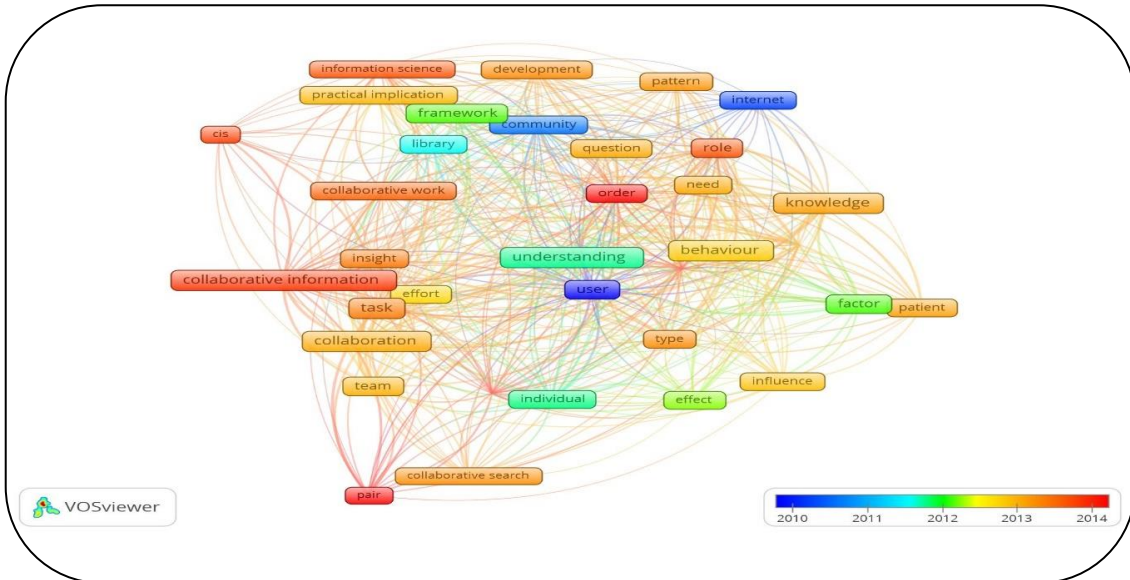 information science
development
pattern
practical implication
internet
framework
community
cis
library
question
role
collaborative work
order
need
knowledge
understanding
behaviour
insight
collaborative information
user
effort
task
factor
patient
collaboration
type
team
influence
individual
effect
collaborative search
pair
VOSviewer
2010 2011 2012 2013 2014